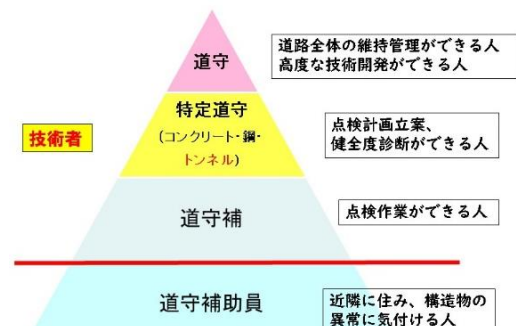 道守
道路全体の維持管理ができる人
高度な技術開発ができる人
技術者
特定道守
(コンクリート・鋼・
トンネル)
点検計画立案、
健全度診断ができる人
道守補
点検作業ができる人
道守補助員
近隣に住み、構造物の
異常に気付ける人